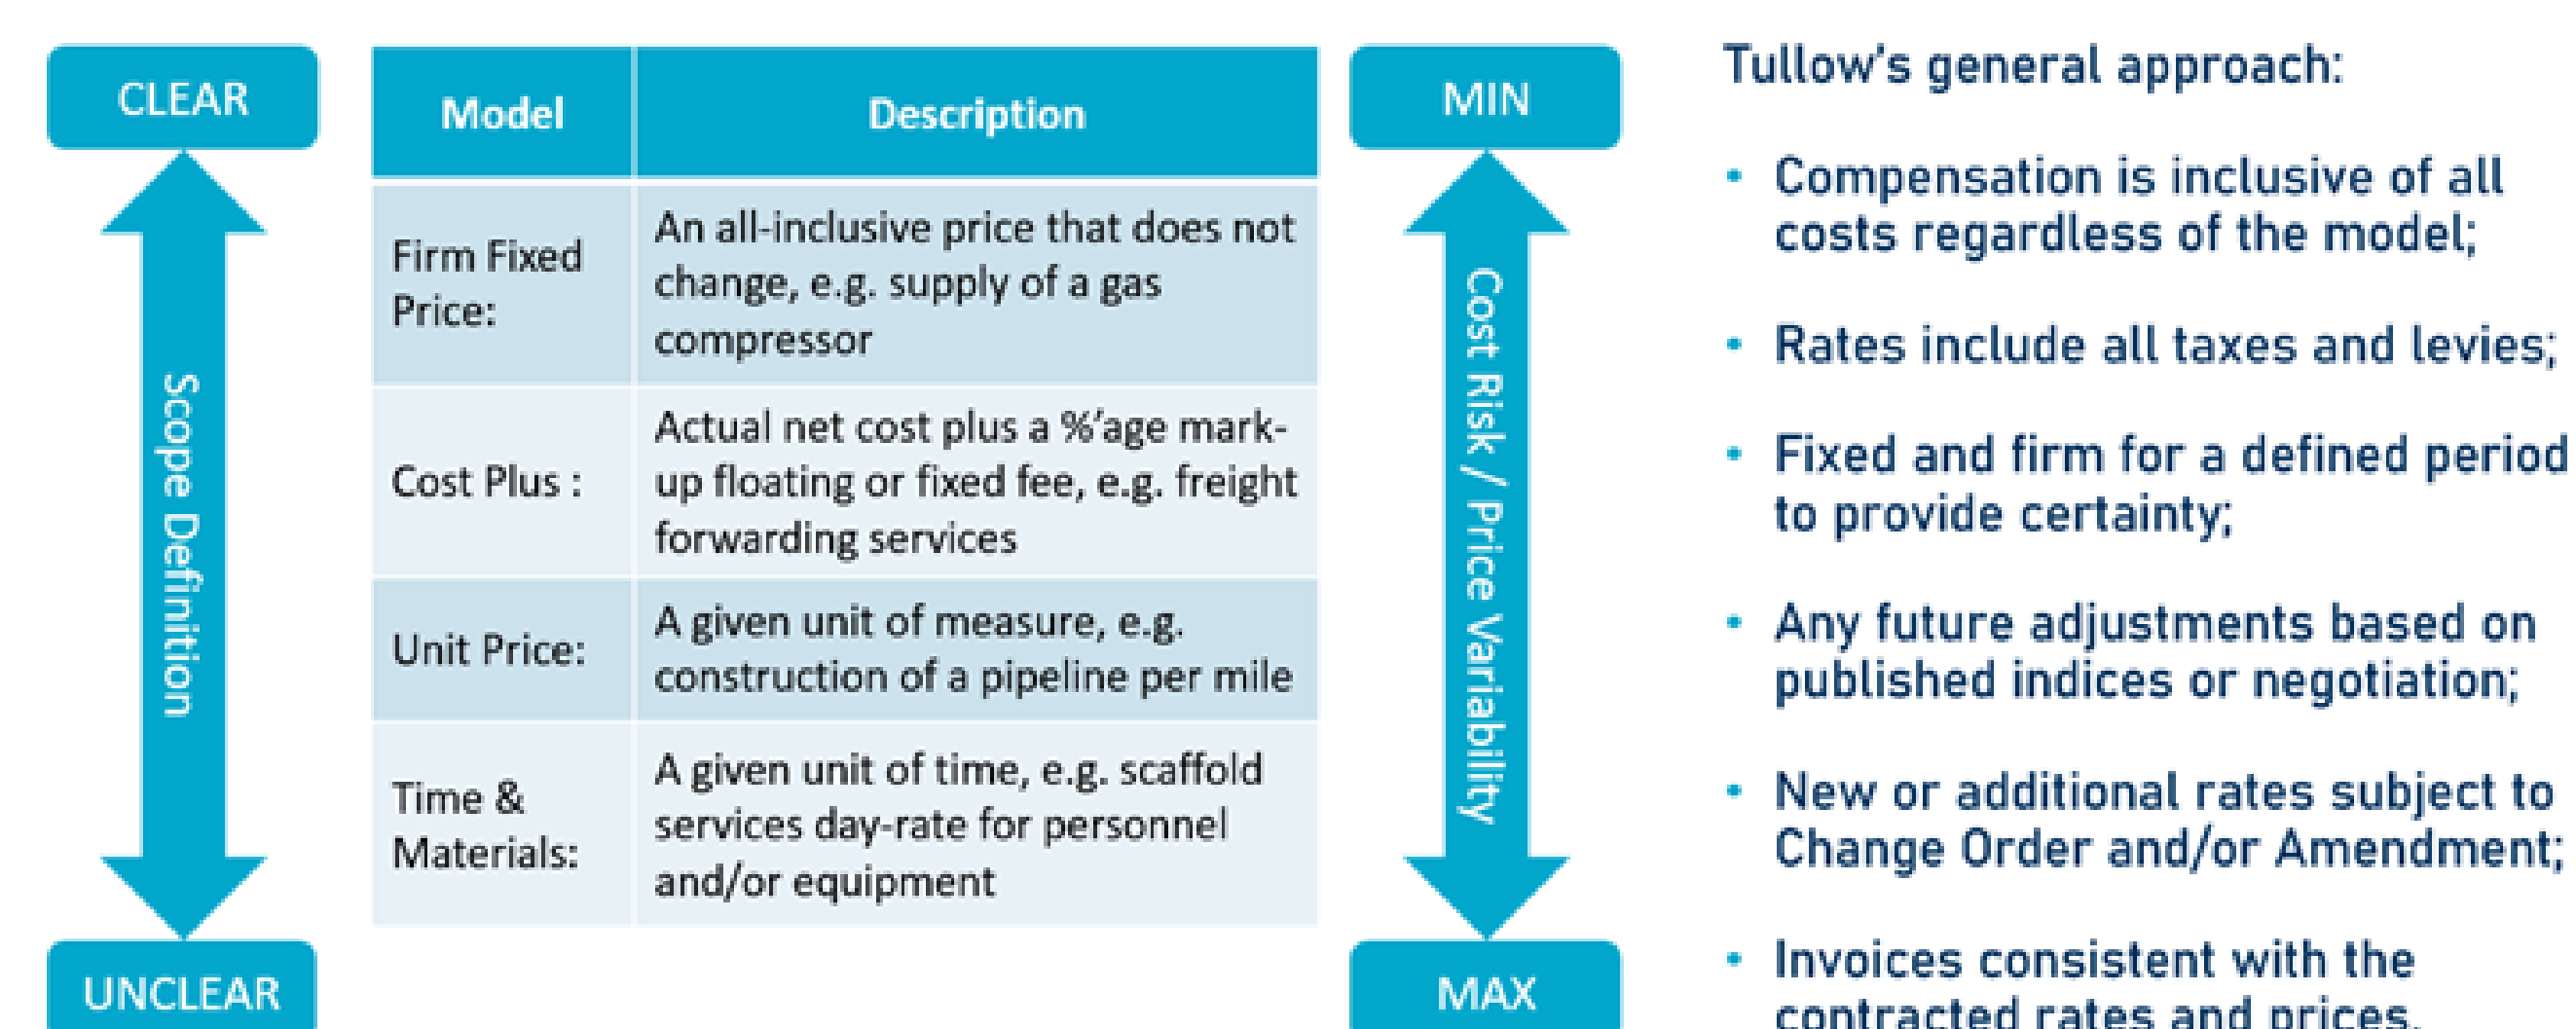 CLEAR
Scope Definition
UNCLEAR
Model Description
Firm Fixed
Price:
An all-inclusive price that does not
change, e.g. supply of a gas
compressor
Cost Plus :
Actual net cost plus a %'age mark-
up floating or fixed fee, e.g. freight
forwarding services
Unit Price:
A given unit of measure, e.g.
construction of a pipeline per mile
Time &
Materials:
A given unit of time, e.g. scaffold
services day-rate for personnel
and/or equipment
MIN
Cost Risk / Price Variability
MAX
Tullow's general approach:
• Compensation is inclusive of all
costs regardless of the model;
• Rates include all taxes and levies;
• Fixed and firm for a defined period
to provide certainty;
• Any future adjustments based on
published indices or negotiation;
• New or additional rates subject to
Change Order and/or Amendment;
• Invoices consistent with the
contracted rates and prices.